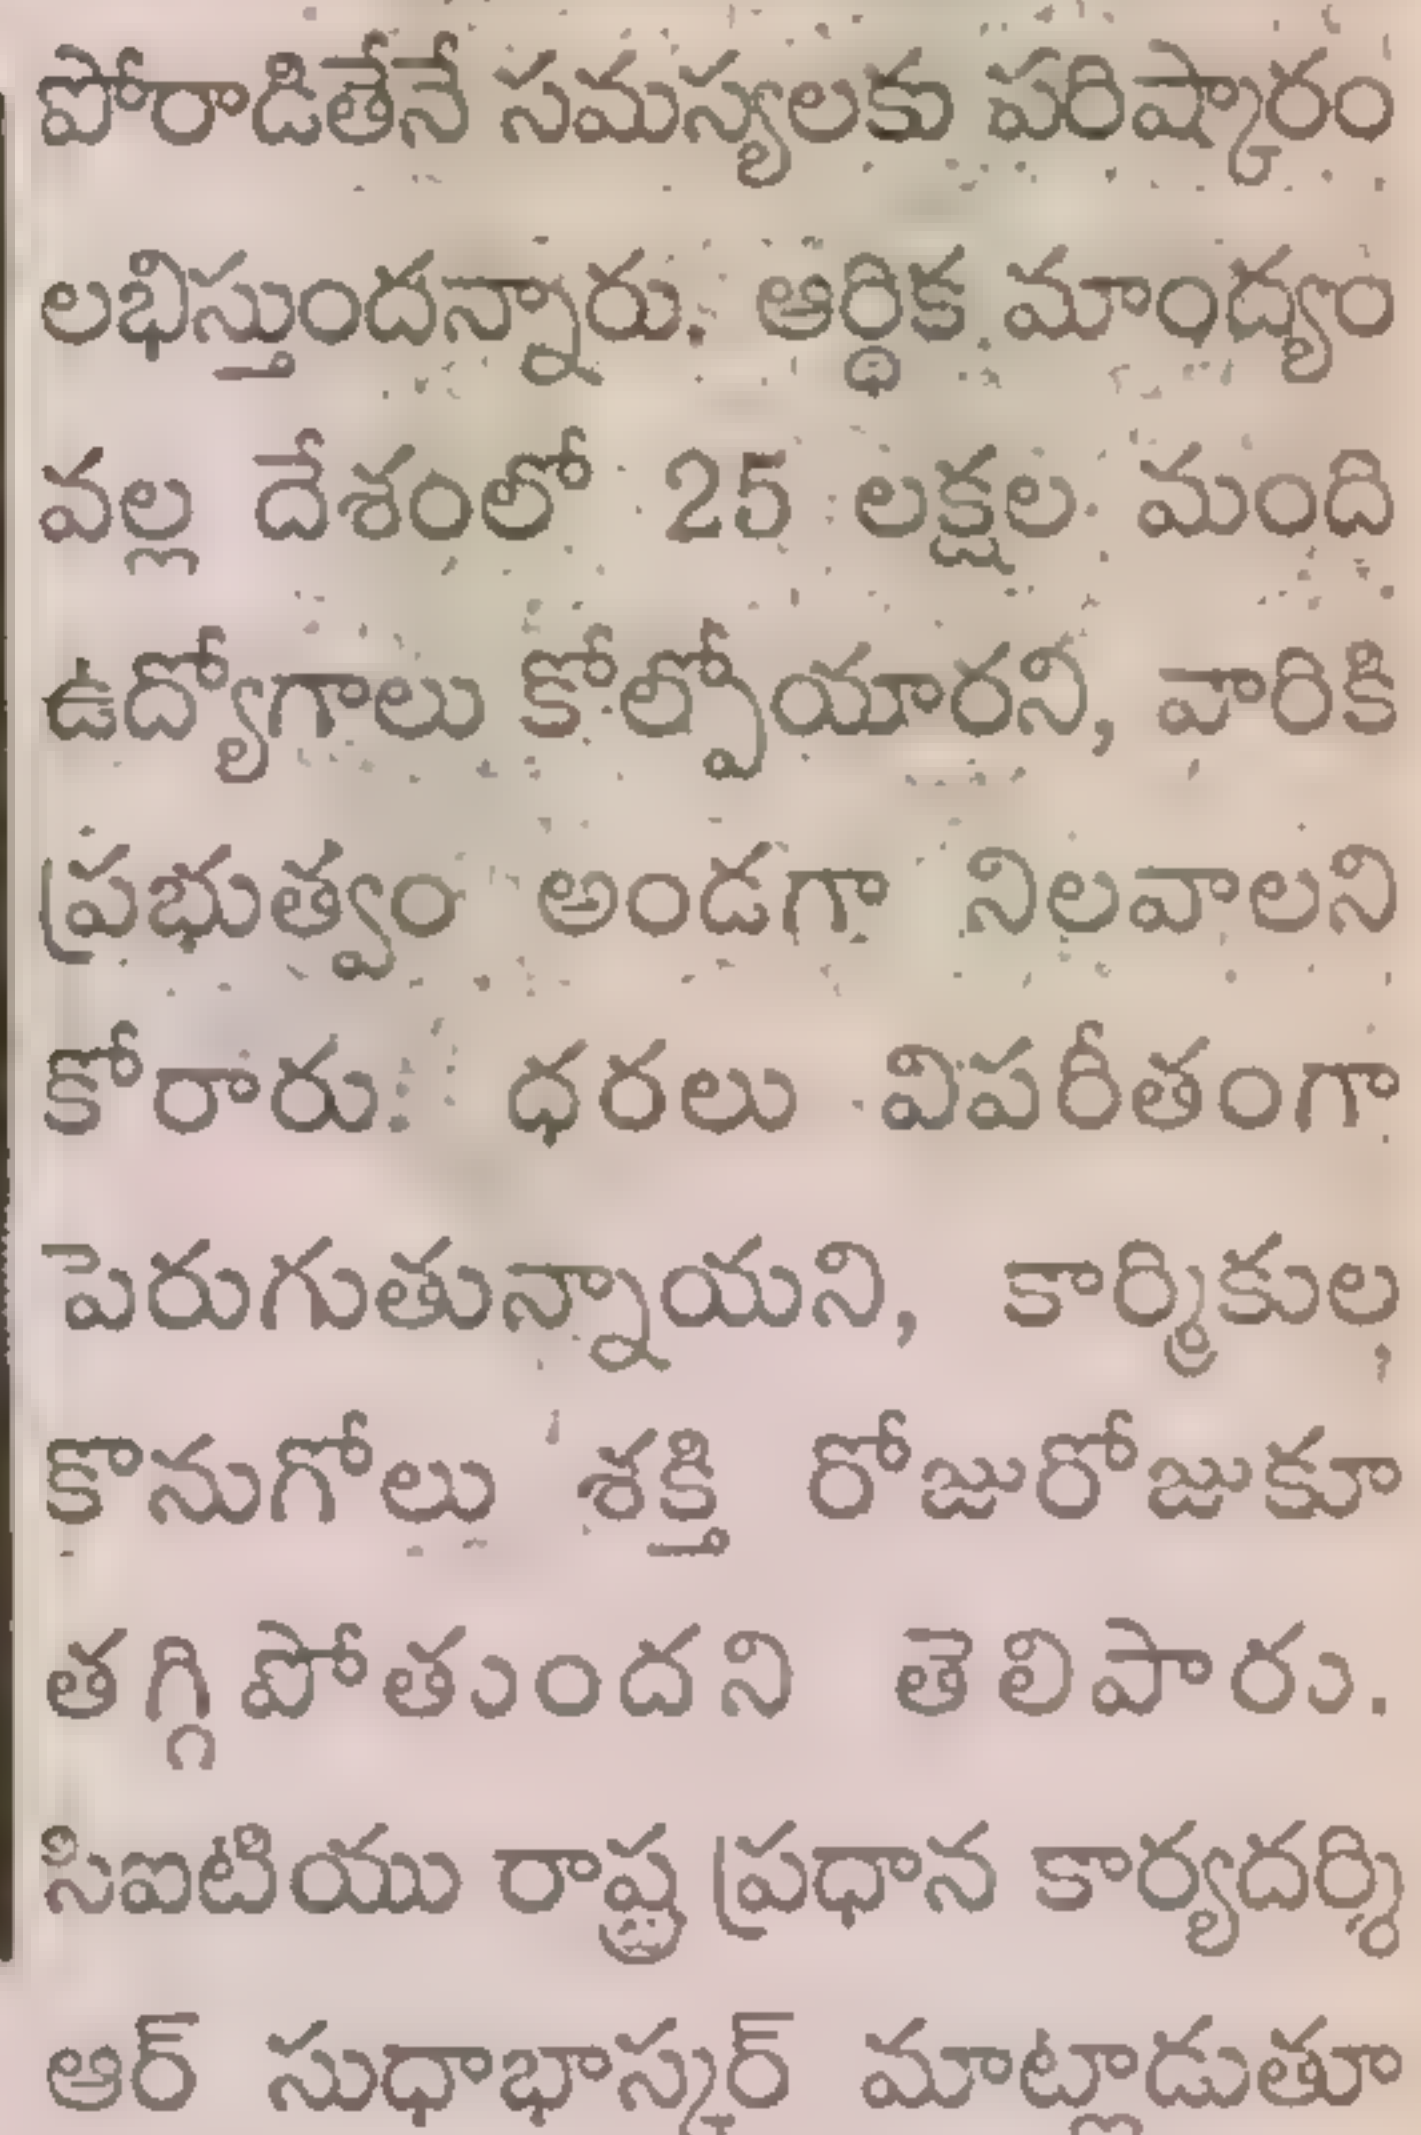 పోరాడితేనే సమస్యలకు పరిష్కారం
లభిస్తుందన్నారు. ఆర్థిక మాంద్యం
వల్ల దేశంలో 25 లక్షల మంది
ఉద్యోగాలు కోల్పోయారని, వారికి
ప్రభుత్వం అండగా నిలవాలని
కోరారు. ధరలు విపరీతంగా
పెరుగుతున్నాయని, కార్మికుల
కొనుగోలు శక్తి రోజురోజుకూ
తగ్గిపోతుందని తెలిపారు.
సిఐటియు రాష్ట్ర ప్రధాన కార్యదర్శి
ఆర్ సుధాభాస్కర్ మాట్లాడుతూ